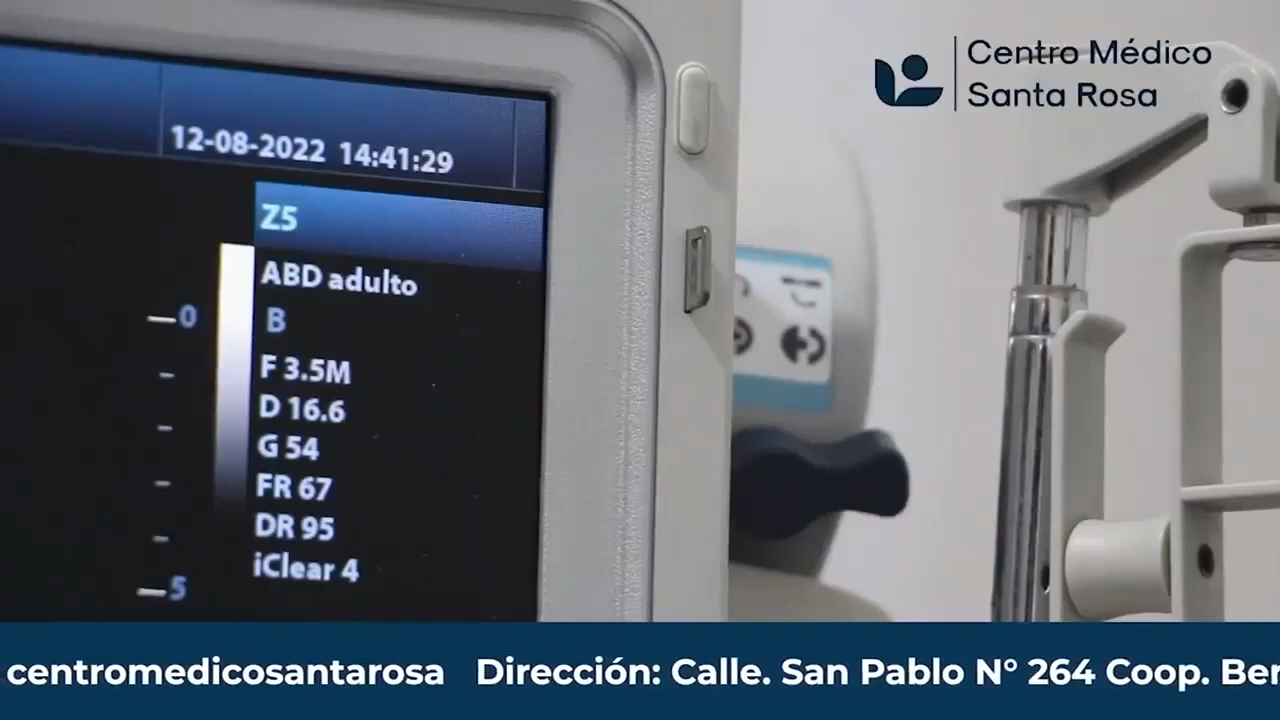 Centro Médico
Santa Rosa
12-08-2022 14:41:29
Z5
ABD adulto
B
0
F 3.5M
D 16.6
G 54
FR 67
DR 95
iClear 4
5
centromedicosantarosa Dirección: Calle. San Pablo N° 264 Coop. Ber